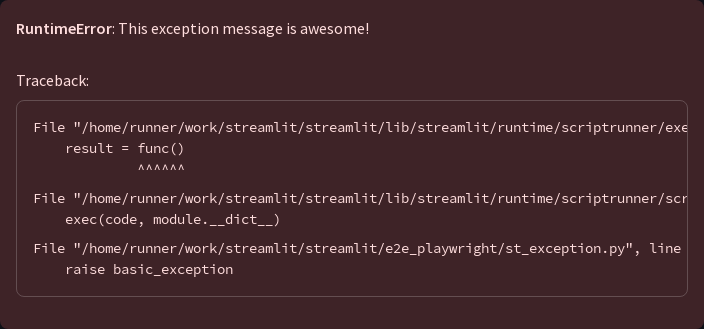 RuntimeError: This exception message is awesome!
Traceback:
File "/home/runner/work/streamlit/streamlit/lib/streamlit/runtime/scriptrunner/exe
result = func()
^^^^^^
File "/home/runner/work/streamlit/streamlit/lib/streamlit/runtime/scriptrunner/scr
exec(code, module.__dict__)
File "/home/runner/work/streamlit/streamlit/e2e_playwright/st_exception.py", line
raise basic_exception